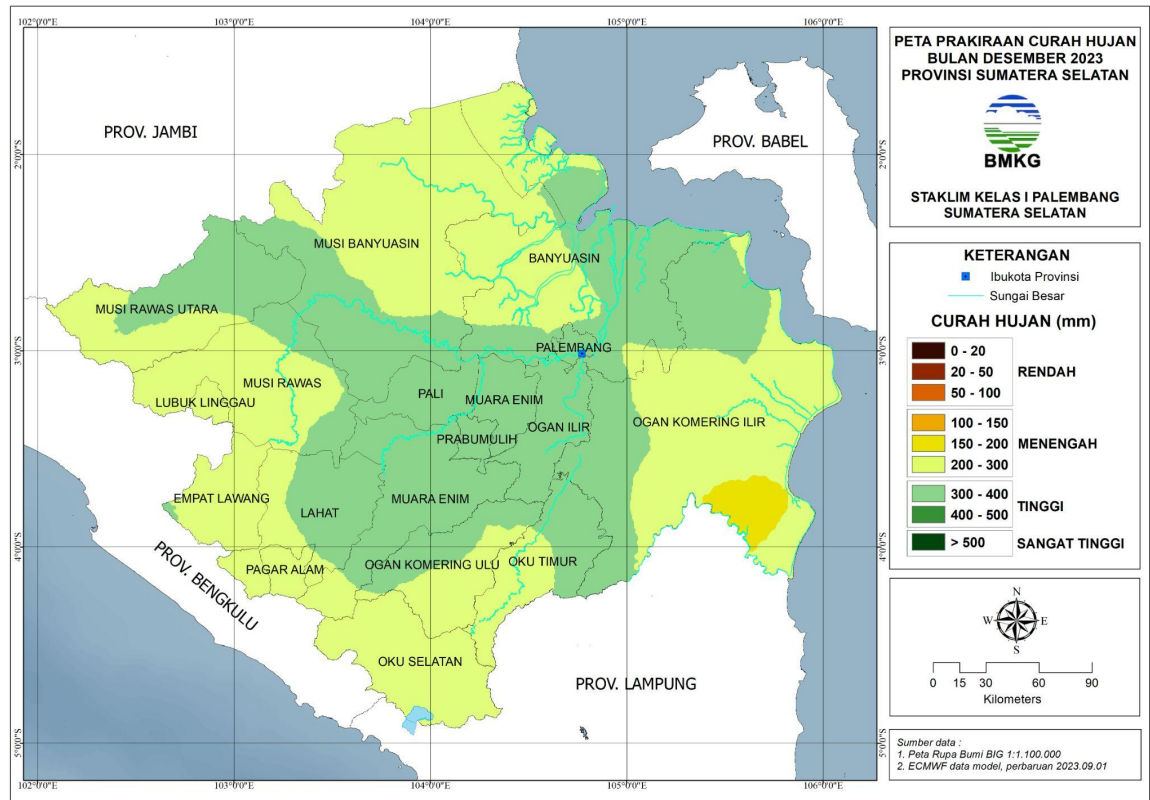 102°0'0"E
103°0'0"E
104°0'0"E
105°0'0"E
106°0'0"E
PROV. JAMBI
PROV. BABEL
2°0'0"S
2°0'0"S
MUSI BANYUASIN
BANYUASIN
MUSI RAWAS UTARA
PALEMBANG
3°0'0"S
3°0'0"S
MUSI RAWAS
LUBUK LINGGAU
PALI
MUARA ENIM
OGAN ILIR
OGAN KOMERING ILIR
PRABUMULIH
EMPAT LAWANG
LAHAT
MUARA ENIM
4°0'0"S
4°0'0"S
PAGAR ALAM
OGAN KOMERING ULU
OKU TIMUR
PROV. BENGKULU
OKU SELATAN
PROV. LAMPUNG
5°0'0"S
5°0'0"S
102°0'0"E
103°0'0"E
104°0'0"E
105°0'0"E
106°0'0"E
PETA PRAKIRAAN CURAH HUJAN
BULAN DESEMBER 2023
PROVINSI SUMATERA SELATAN
BMKG
STAKLIM KELAS I PALEMBANG
SUMATERA SELATAN
KETERANGAN
Ibukota Provinsi
Sungai Besar
CURAH HUJAN (mm)
0 - 20
20 - 50 RENDAH
50 - 100
100 - 150
150 - 200 MENENGAH
200 - 300
300 - 400 TINGGI
400 - 500
> 500 SANGAT TINGGI
N
W E
S
0 15 30 60 90
Kilometers
Sumber data :
1. Peta Rupa Bumi BIG 1:1.100.000
2. ECMWF data model, perbaruan 2023.09.01